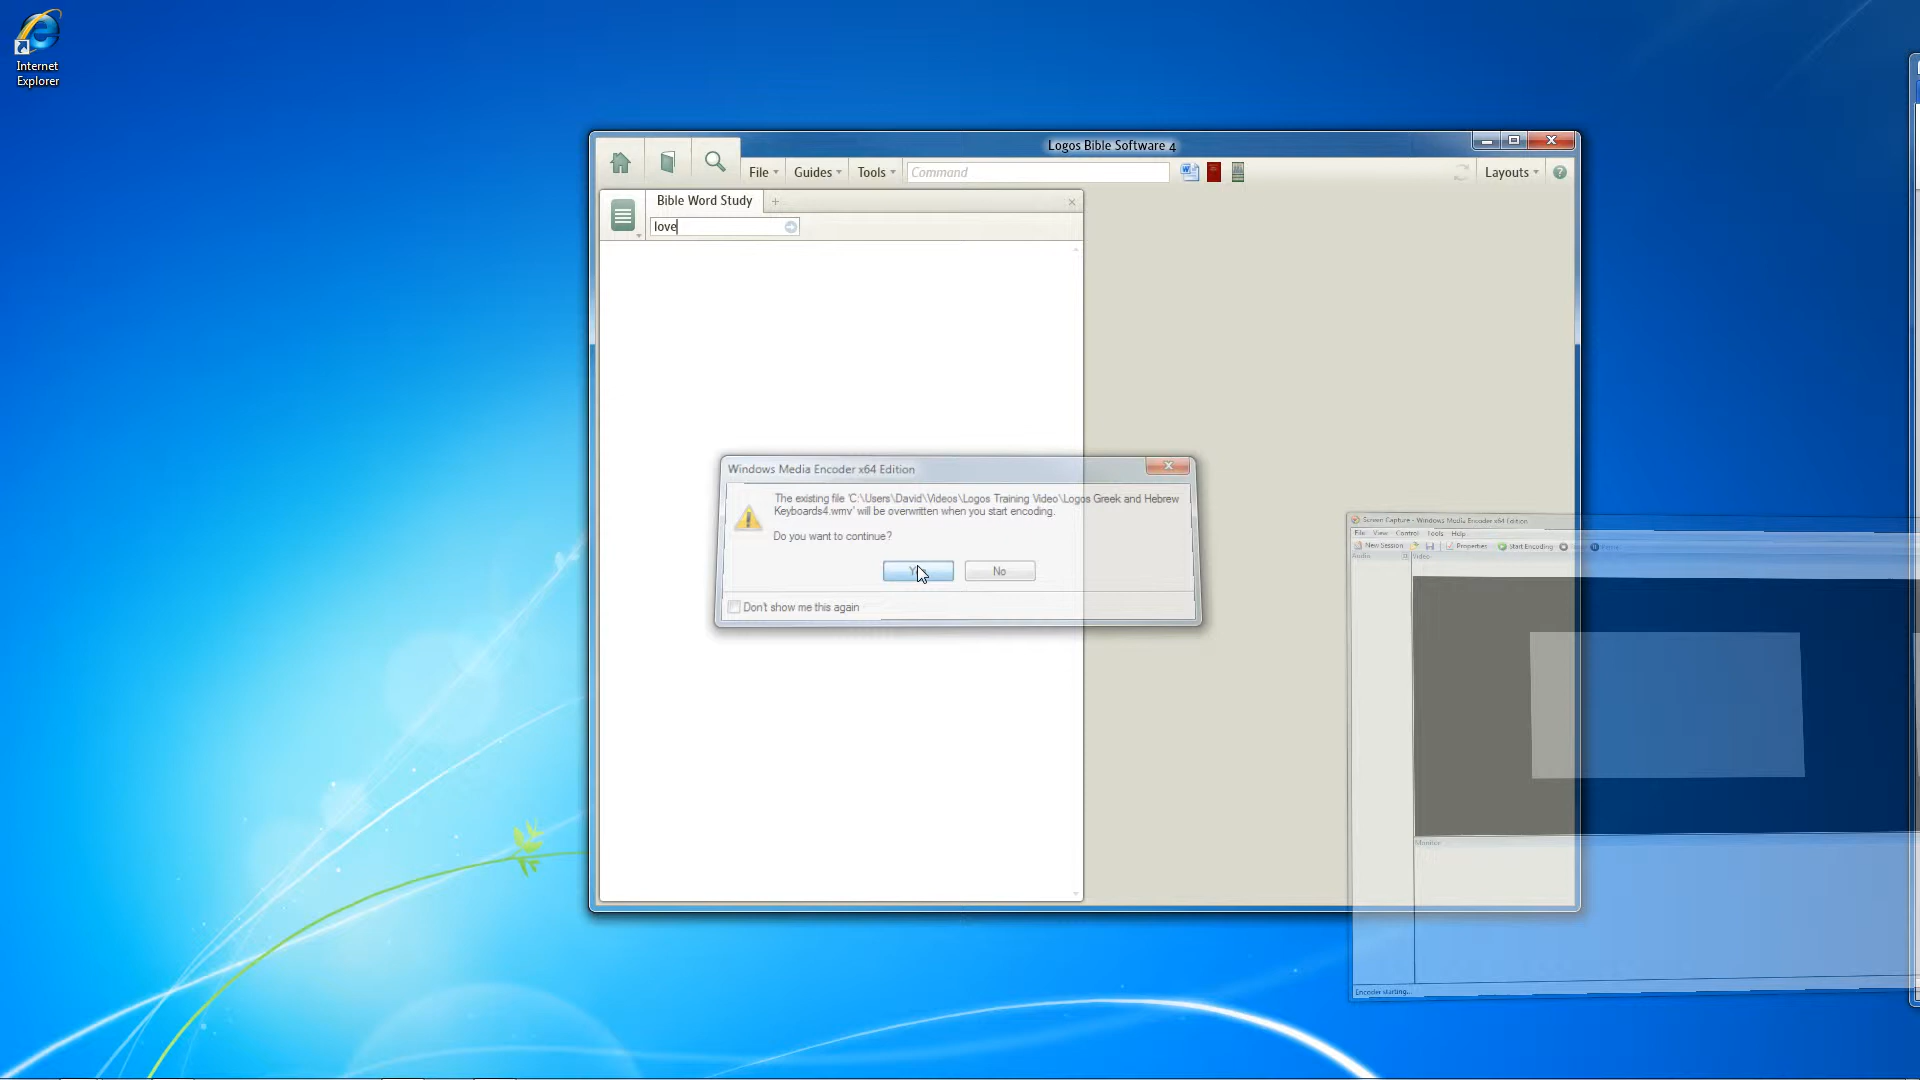 Internet
Explorer
Logos Bible Software 4
File
Guides
Tools
Command
Layouts
Bible Word Study
love
Windows Media Encoder x64 Edition
The existing file 'C:\Users\David\Videos\Logos Training Video\Logos Greek and Hebrew
Keyboards4.wmv' will be overwritten when you start encoding.
Do you want to continue?
No
Don't show me this again
Screen Capture - Windows Media Encoder x64 Edition
File View Control Tools Help
New Session Properties Start Encoding
Audio Video
Monitor
Encoder starting...